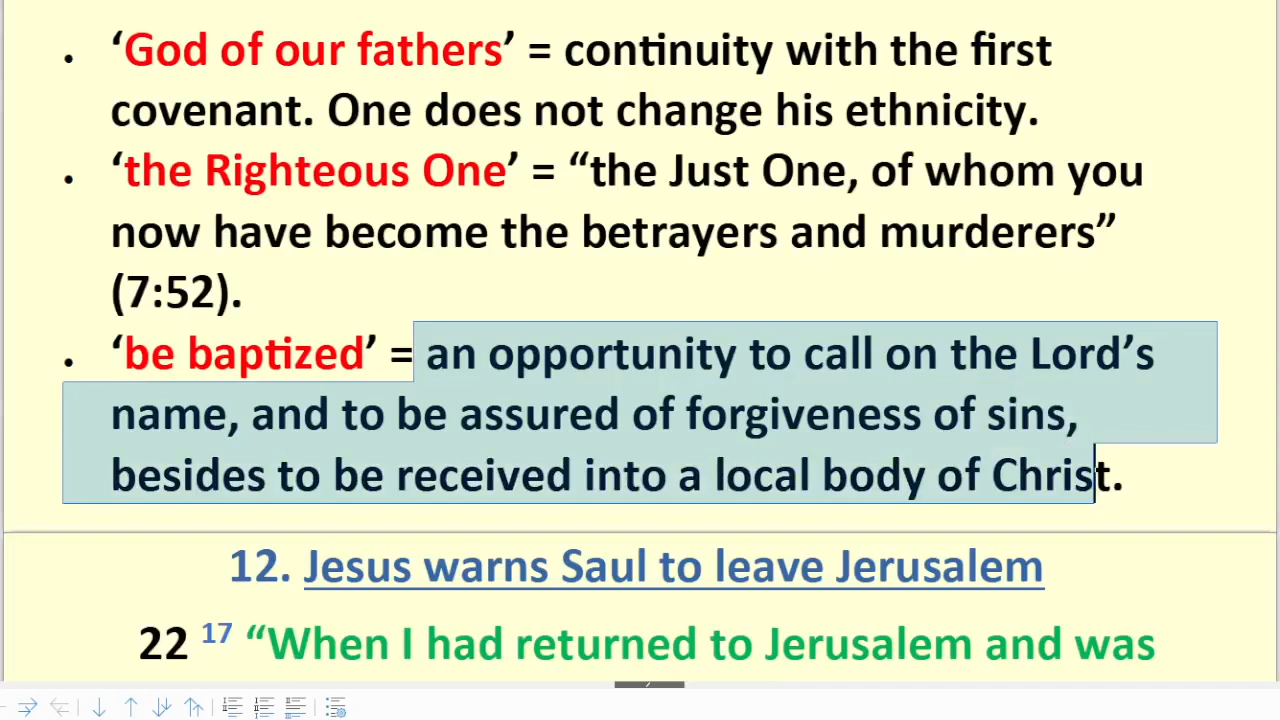 • ‘God of our fathers’ = continuity with the first
covenant. One does not change his ethnicity.
• ‘the Righteous One’ = “the Just One, of whom you
now have become the betrayers and murderers”
(7:52).
• ‘be baptized’ = an opportunity to call on the Lord’s
name, and to be assured of forgiveness of sins,
besides to be received into a local body of Christ.
12. Jesus warns Saul to leave Jerusalem
22 17 “When I had returned to Jerusalem and was